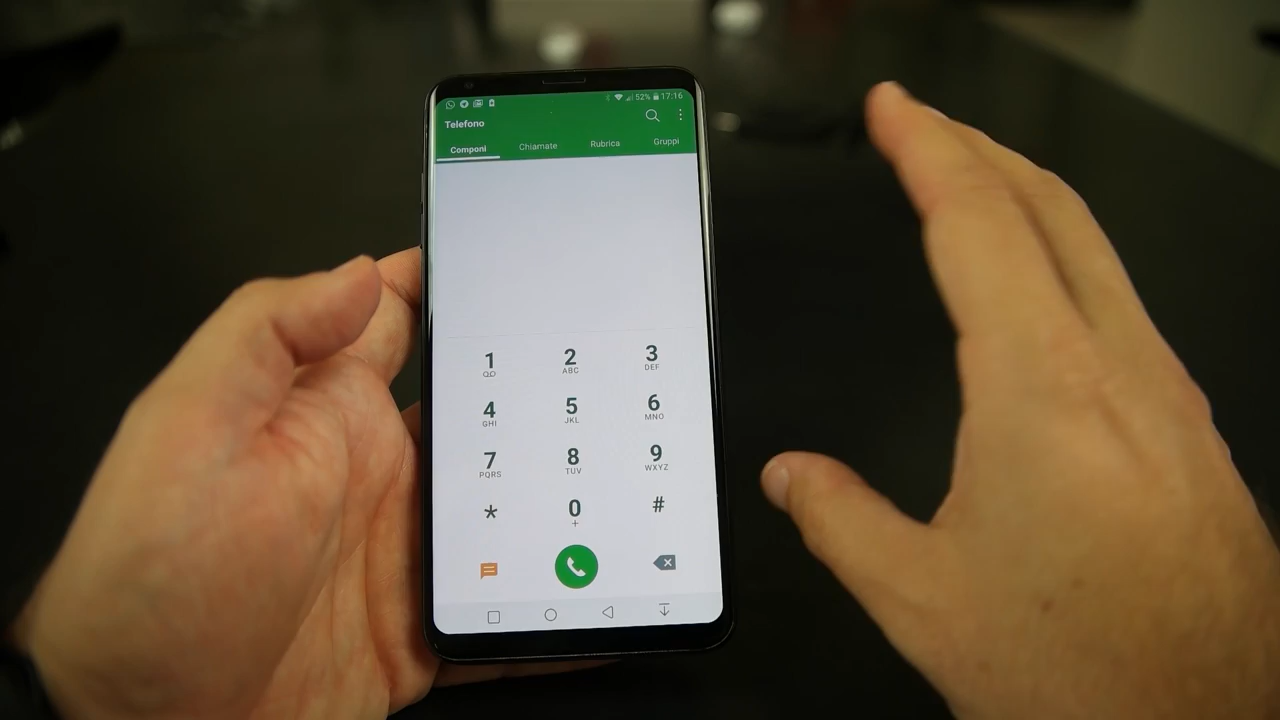 52% 17:16
Telefono
Componi Chiamate Rubrica Gruppi
1 2 3
ABC DEF
4 5 6
GHI JKL MNO
7 8 9
PQRS TUV WXYZ
* 0 #
+